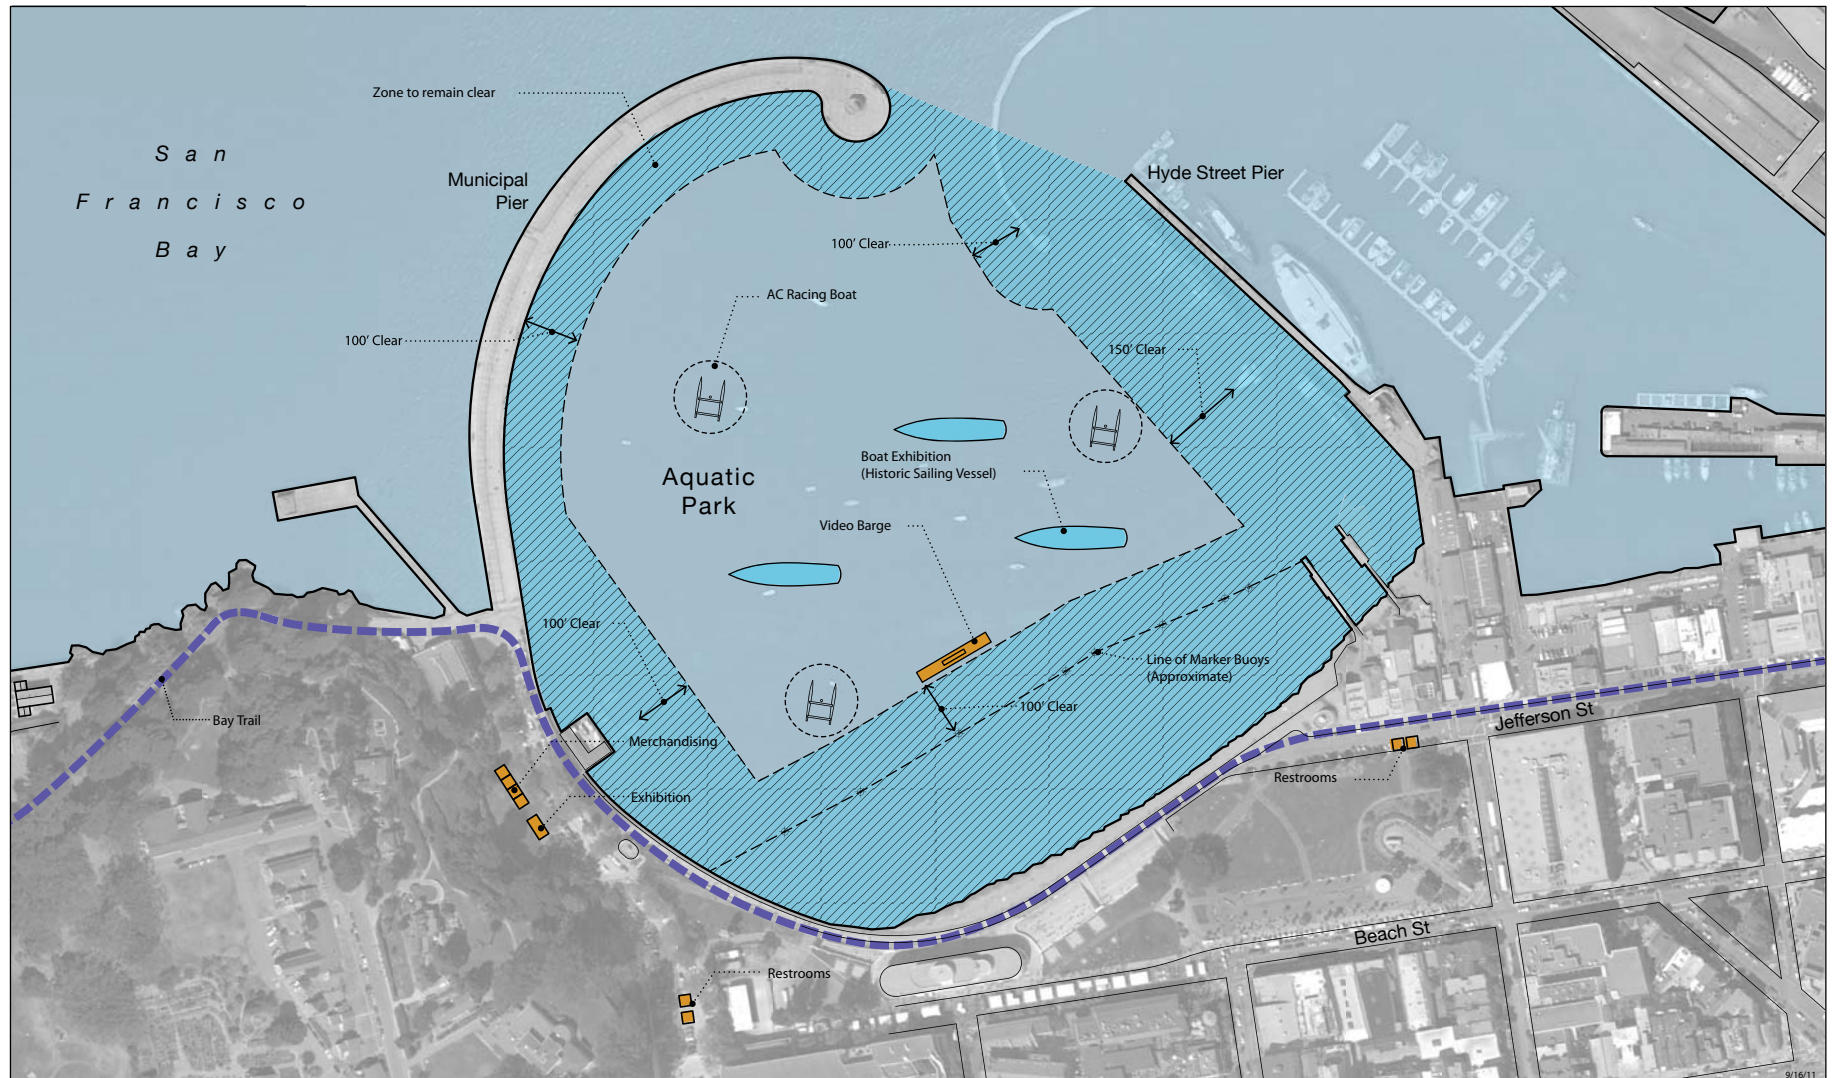 Zone to remain clear
S a n
F r a n c i s c o
B a y
Municipal
Pier
Hyde Street Pier
100' Clear
AC Racing Boat
100' Clear
150' Clear
Boat Exhibition
(Historic Sailing Vessel)
Aquatic
Park
Video Barge
100' Clear
Line of Marker Buoys
(Approximate)
100' Clear
Bay Trail
Jefferson St
Merchandising
Restrooms
Exhibition
Beach St
Restrooms
9/16/11